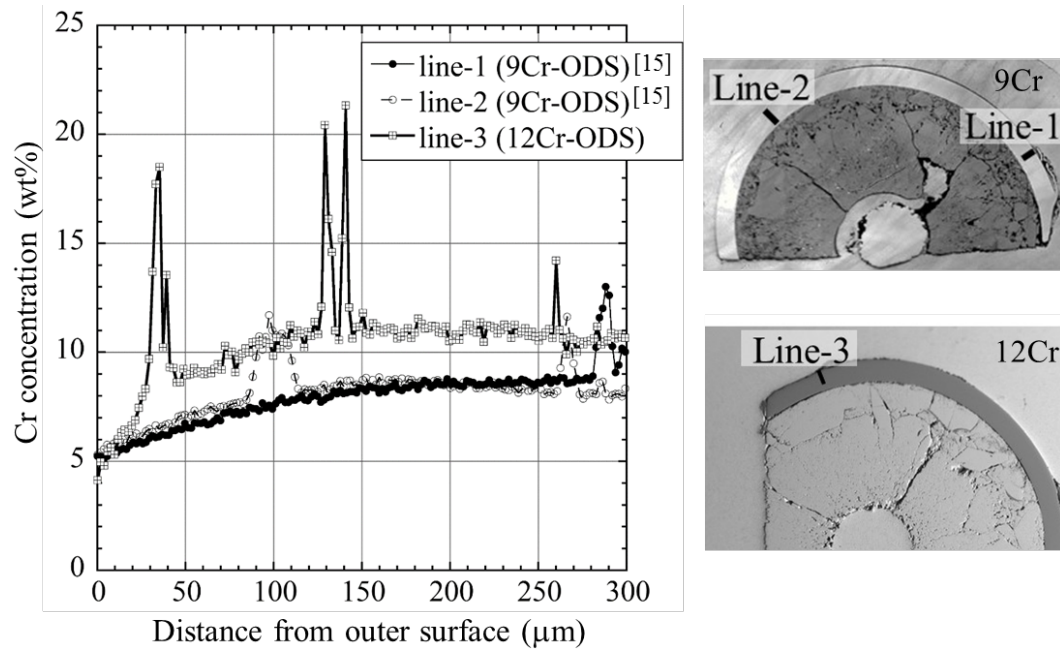 25
20
15
10
5
0
Cr concentration (wt%)
line-1 (9Cr-ODS)[15]
line-2 (9Cr-ODS)[15]
line-3 (12Cr-ODS)
0 50 100 150 200 250 300
Distance from outer surface (µm)
9Cr
Line-2
Line-1
12Cr
Line-3